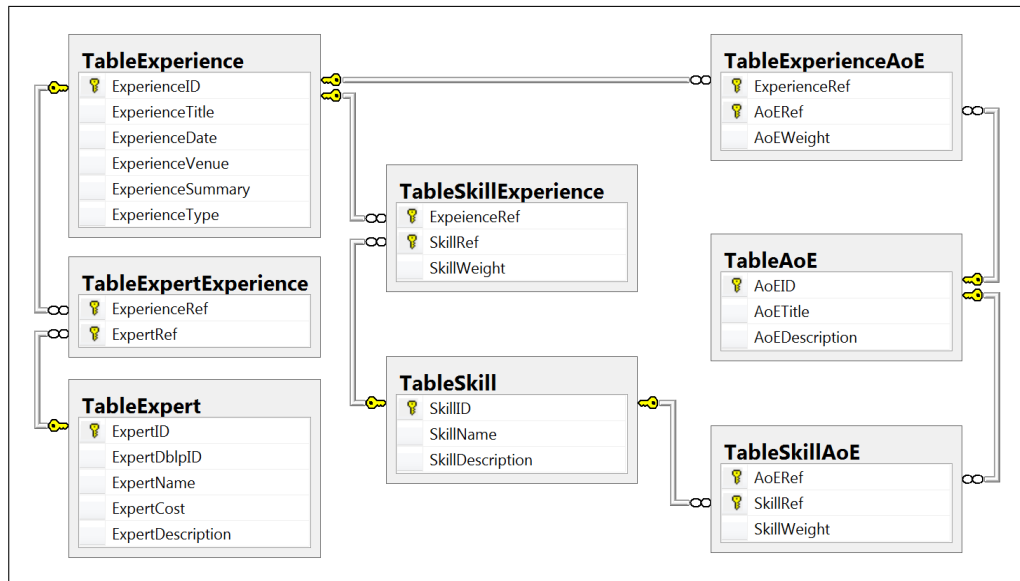 TableExperience
ExperienceID
ExperienceTitle
ExperienceDate
ExperienceVenue
ExperienceSummary
ExperienceType
TableExpertExperience
ExperienceRef
ExpertRef
TableExpert
ExpertID
ExpertDblpID
ExpertName
ExpertCost
ExpertDescription
TableSkillExperience
ExpeienceRef
SkillRef
SkillWeight
TableSkill
SkillID
SkillName
SkillDescription
TableExperienceAoE
ExperienceRef
AoERef
AoEWeight
TableAoE
AoEID
AoETitle
AoEDescription
TableSkillAoE
AoERef
SkillRef
SkillWeight